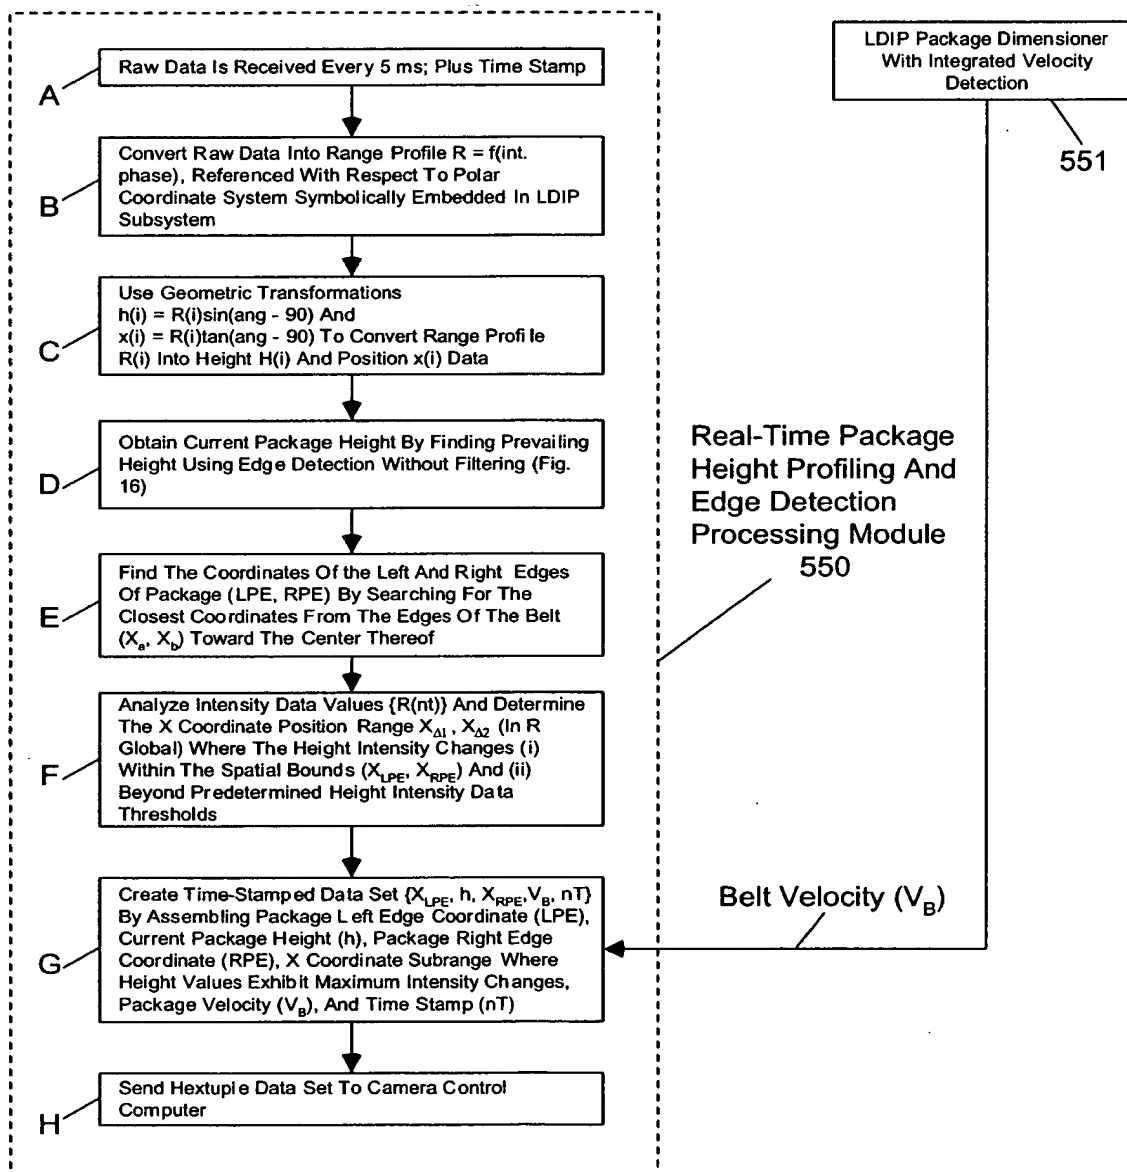 A
Raw Data Is Received Every 5 ms; Plus Time Stamp
B
Convert Raw Data Into Range Profile R = f(int.
phase), Referenced With Respect To Polar
Coordinate System Symbolically Embedded In LDIP
Subsystem
C
Use Geometric Transformations
h(i) = R(i)sin(ang - 90) And
x(i) = R(i)tan(ang - 90) To Convert Range Profile
R(i) Into Height H(i) And Position x(i) Data
D
Obtain Current Package Height By Finding Prevailing
Height Using Edge Detection Without Filtering (Fig.
16)
E
Find The Coordinates Of the Left And Right Edges
Of Package (LPE, RPE) By Searching For The
Closest Coordinates From The Edges Of The Belt
(Xa, Xb) Toward The Center Thereof
F
Analyze Intensity Data Values {R(nt)} And Determine
The X Coordinate Position Range XΔ1, XΔ2 (In R
Global) Where The Height Intensity Changes (i)
Within The Spatial Bounds (XLPE, XRPE) And (ii)
Beyond Predetermined Height Intensity Data
Thresholds
G
Create Time-Stamped Data Set {XLPE, h, XRPE, VB, nT}
By Assembling Package Left Edge Coordinate (LPE),
Current Package Height (h), Package Right Edge
Coordinate (RPE), X Coordinate Subrange Where
Height Values Exhibit Maximum Intensity Changes,
Package Velocity (VB), And Time Stamp (nT)
H
Send Hextuple Data Set To Camera Control
Computer
LDIP Package Dimensioner
With Integrated Velocity
Detection
551
Real-Time Package
Height Profiling And
Edge Detection
Processing Module
550
Belt Velocity (VB)